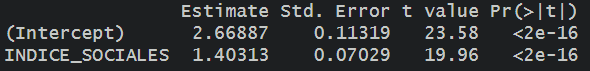 Estimate Std. Error t value Pr(>|t|)
(Intercept) 2.66887 0.11319 23.58 <2e-16
INDICE_SOCIALES 1.40313 0.07029 19.96 <2e-16